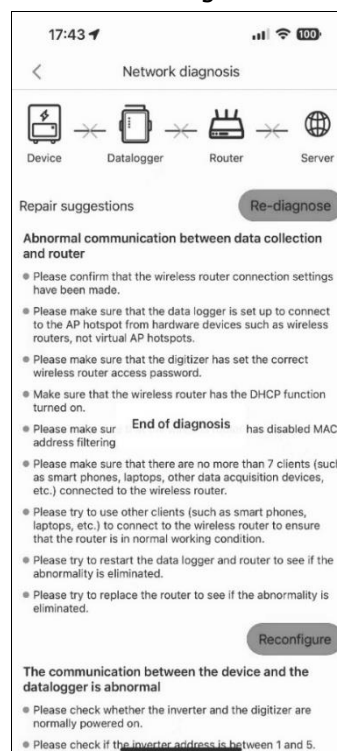 17:43
100
Network diagnosis
Device Datalogger Router Server
Repair suggestions Re-diagnose
Abnormal communication between data collection
and router
Please confirm that the wireless router connection settings
have been made.
Please make sure that the data logger is set up to connect
to the AP hotspot from hardware devices such as wireless
routers, not virtual AP hotspots.
Please make sure that the digitizer has set the correct
wireless router access password.
Make sure that the wireless router has the DHCP function
turned on.
Please make sur End of diagnosis has disabled MAC
address filtering
Please make sure that there are no more than 7 clients (such
as smart phones, laptops, other data acquisition devices,
etc.) connected to the wireless router.
Please try to use other clients (such as smart phones,
laptops, etc.) to connect to the wireless router to ensure
that the router is in normal working condition.
Please try to restart the data logger and router to see if the
abnormality is eliminated.
Please try to replace the router to see if the abnormality is
eliminated.
Reconfigure
The communication between the device and the
datalogger is abnormal
Please check whether the inverter and the digitizer are
normally powered on.
Please check if the inverter address is between 1 and 5.